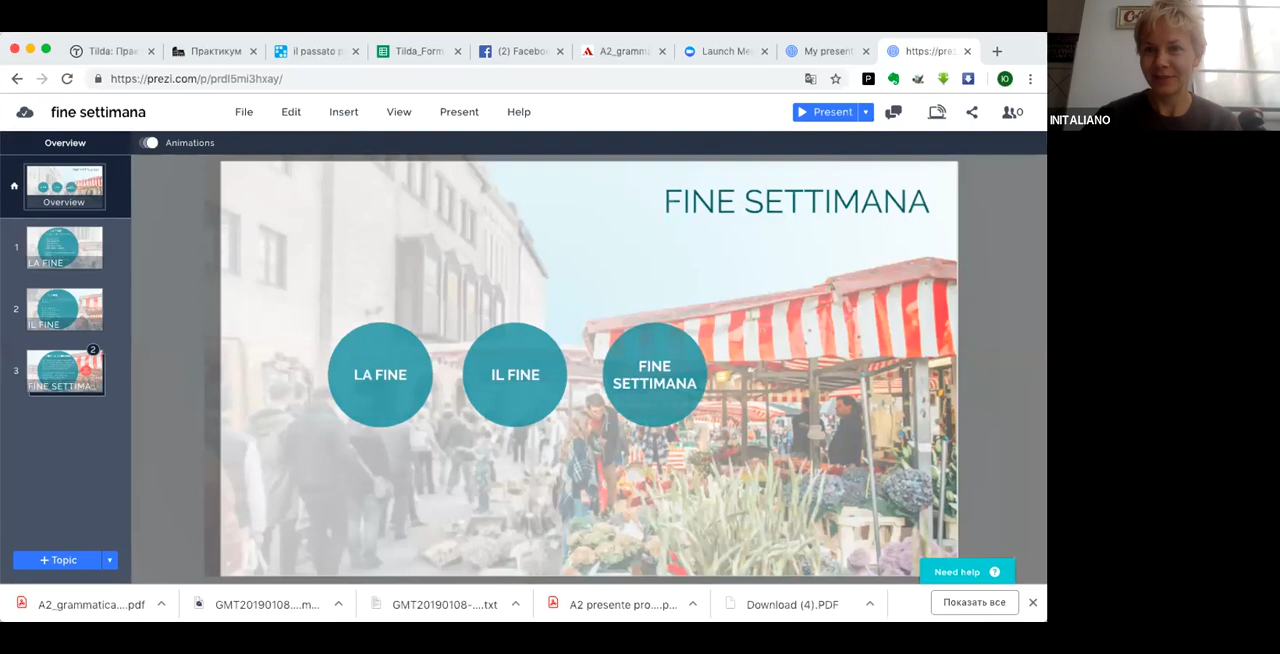 Tilda: Пра
Практикум
il passato p
Tilda_Form
(2) Facebo
A2_gramma
Launch Me
My present
https://pre
https://prezi.com/p/prdl5mi3hxay/
fine settimana
File Edit Insert View Present Help
Present
0
INITALIANO
Overview
Animations
Overview
1
LA FINE
2
IL FINE
2
3
FINE SETTIMA
FINE SETTIMANA
LA FINE
IL FINE
FINE
SETTIMANA
+ Topic
Need help ?
A2_grammatica....pdf
GMT20190108....m...
GMT20190108-....txt
A2 presente pro....p...
Download (4).PDF
Показать все